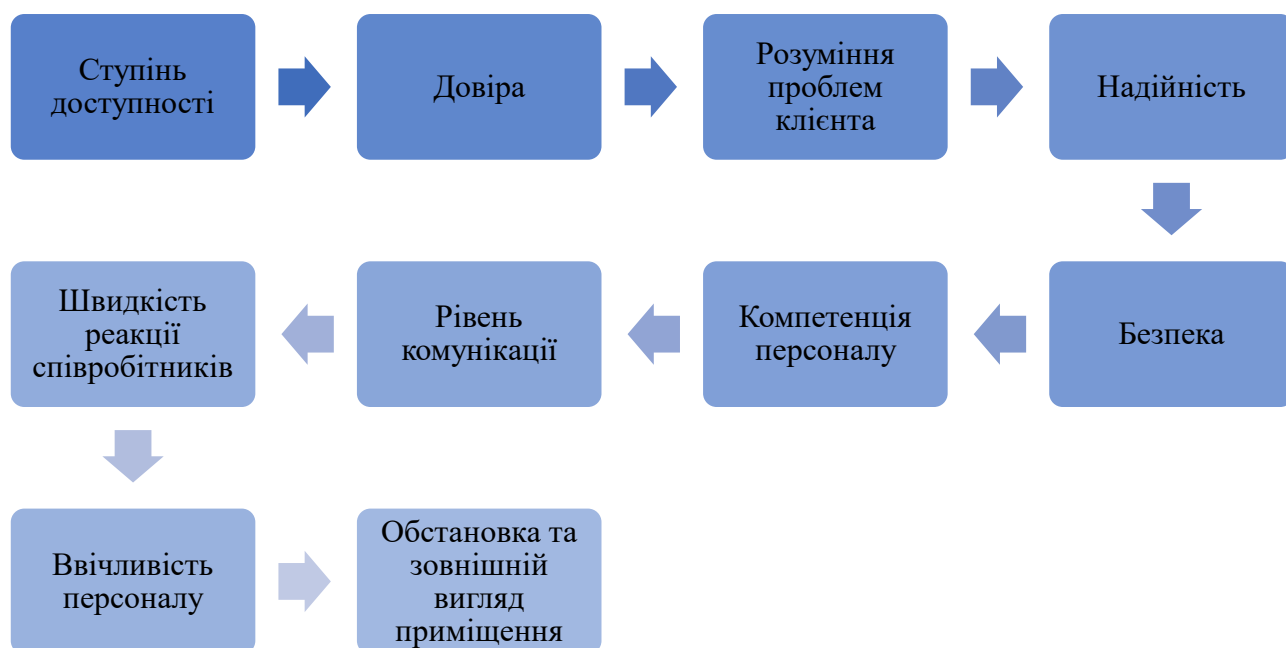 Ступінь
доступності
Довіра
Розуміння
проблем
клієнта
Надійність
Безпека
Компетенція
персоналу
Рівень
комунікації
Швидкість
реакції
співробітників
Ввічливість
персоналу
Обстановка та
зовнішній
вигляд
приміщення